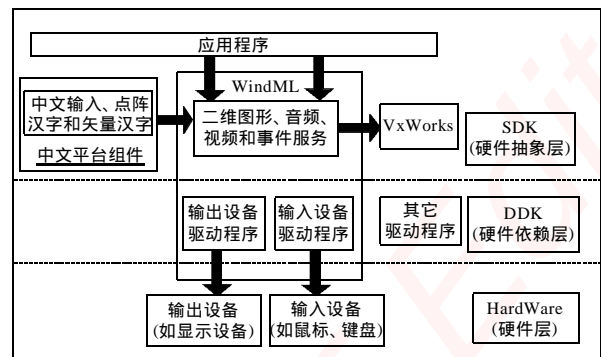 应用程序
WindML
中文输入、点阵
汉字和矢量汉字
中文平台组件
二维图形、音频、
视频和事件服务
VxWorks
SDK
(硬件抽象层)
输出设备
驱动程序
输入设备
驱动程序
其它
驱动程序
DDK
(硬件依赖层)
输出设备
(如显示设备)
输入设备
(如鼠标、键盘)
HardWare
(硬件层)
Edit